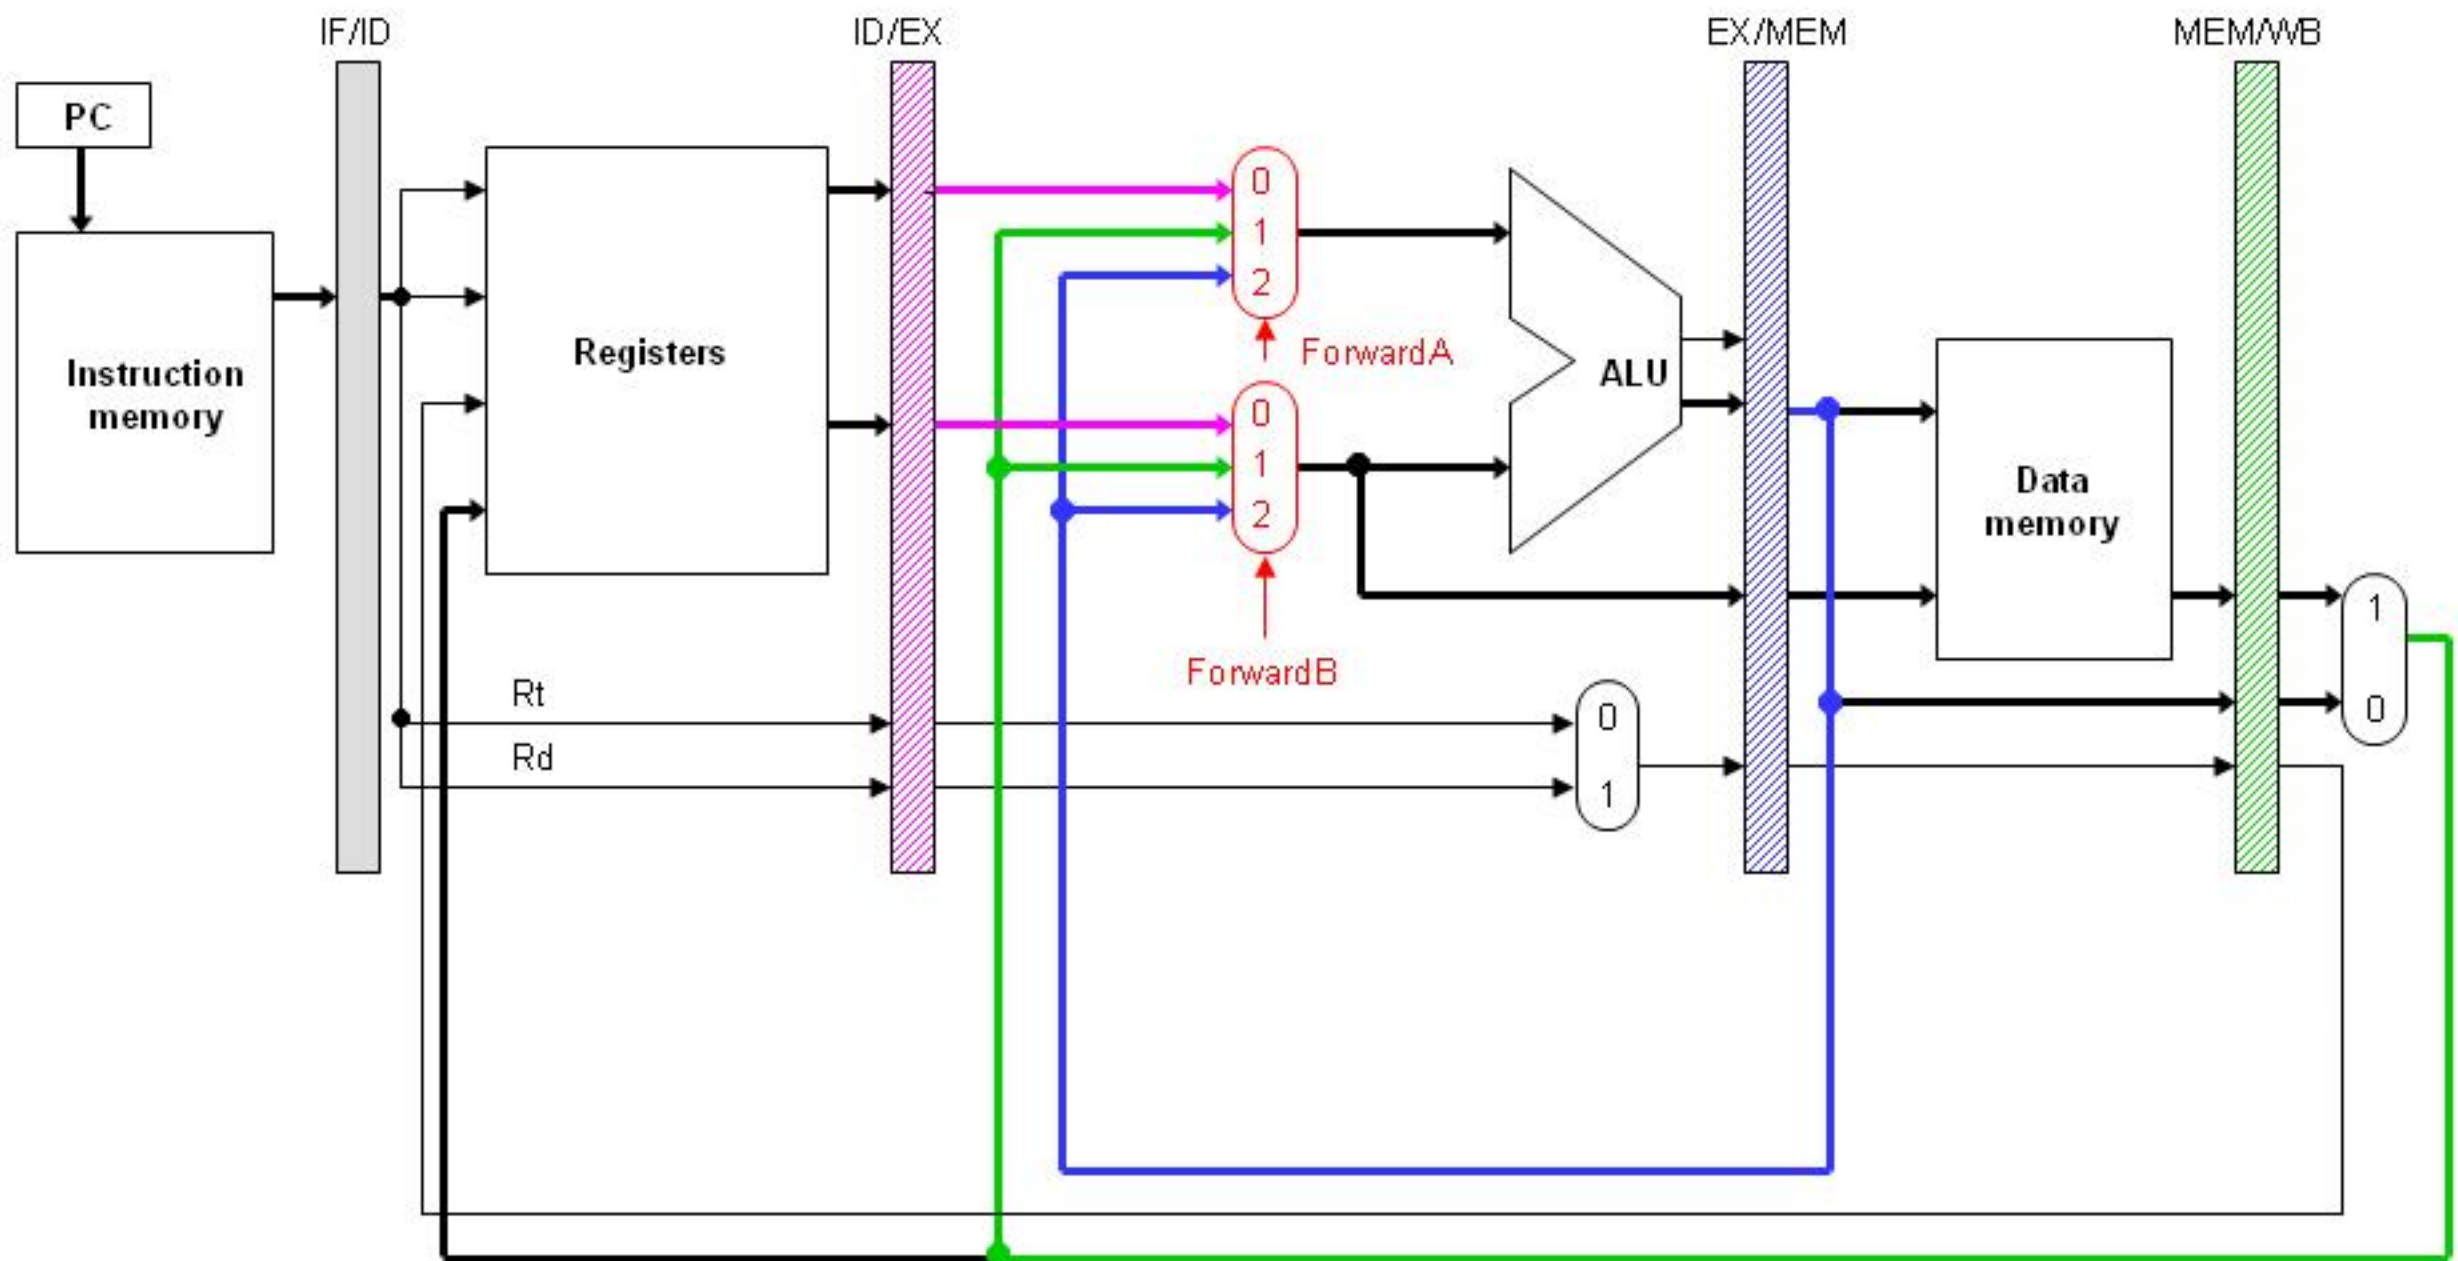 IF/ID
ID/EX
EX/MEM
MEM/WB
PC
Instruction
memory
Registers
0
1
2
ForwardA
0
1
2
ForwardB
ALU
Data
memory
1
0
Rt
Rd
0
1